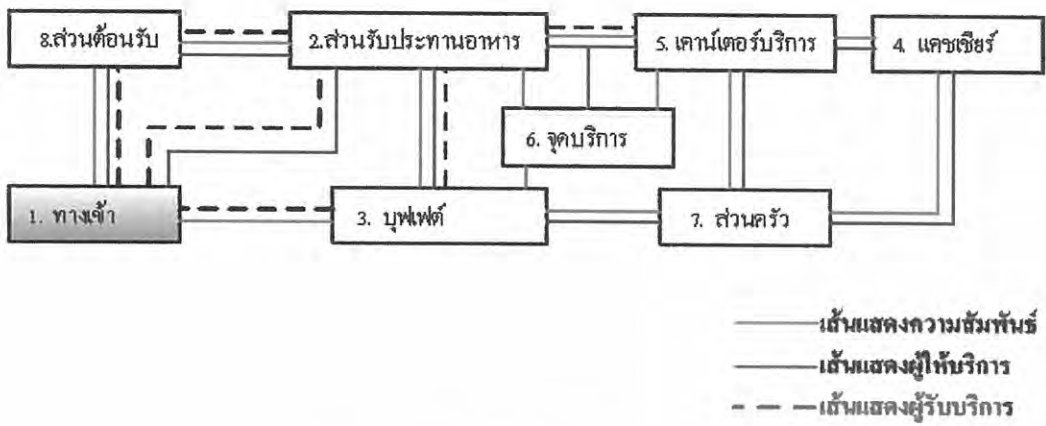 8.ส่วนต้อนรับ
2.ส่วนรับประทานอาหาร
5. เคาน์เตอร์บริการ
4. แคชเชียร์
6. จุดบริการ
1. ทางเข้า
3. บุฟเฟต์
7. ส่วนครัว
เส้นแสดงความสัมพันธ์
เส้นแสดงผู้ให้บริการ
เส้นแสดงผู้รับบริการ